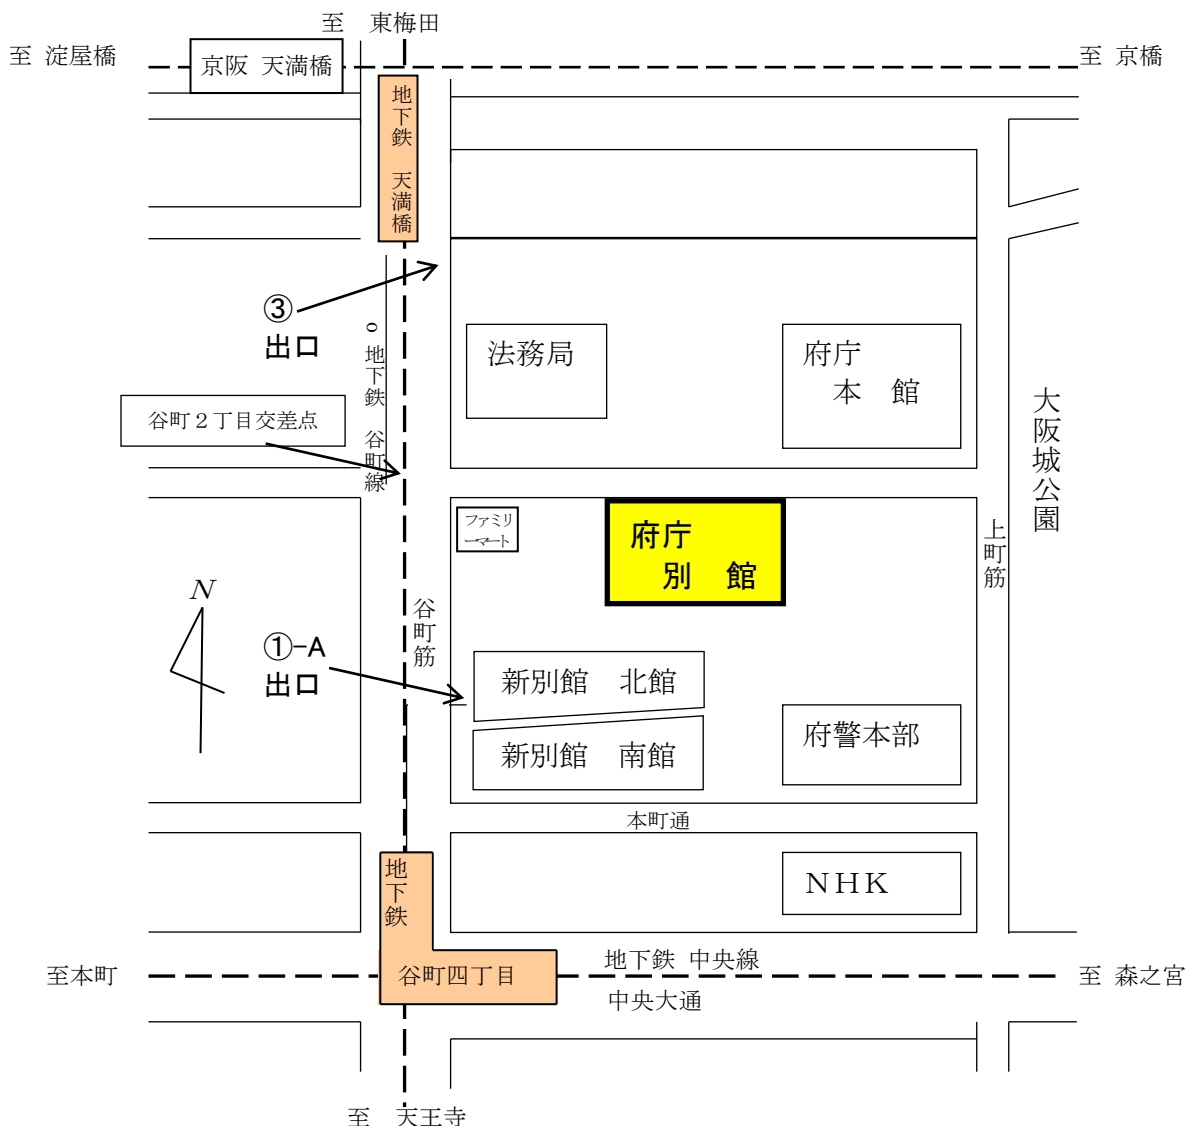 至　東梅田
至 淀屋橋
京阪 天満橋
至 京橋
地下鉄　天満橋
③
出口
o 地下鉄　谷町線
法務局
府庁
本　館
谷町２丁目交差点
大阪城公園
ファミリ
ーマート
府庁
別　館
上町筋
N
谷町筋
①-A
出口
新別館　北館
新別館　南館
府警本部
本町通
地下鉄
NHK
至本町
谷町四丁目
地下鉄 中央線
中央大通
至 森之宮
至　天王寺